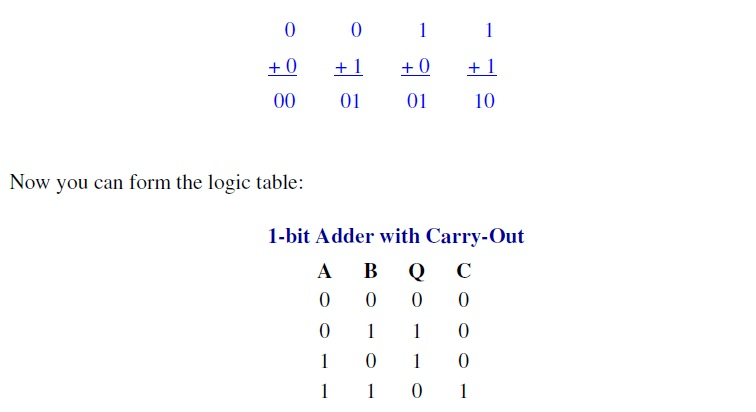 0 0 1 1
+ 0 + 1 + 0 + 1
00 01 01 10
Now you can form the logic table:
1-bit Adder with Carry-Out
A B Q C
0 0 0 0
0 1 1 0
1 0 1 0
1 1 0 1